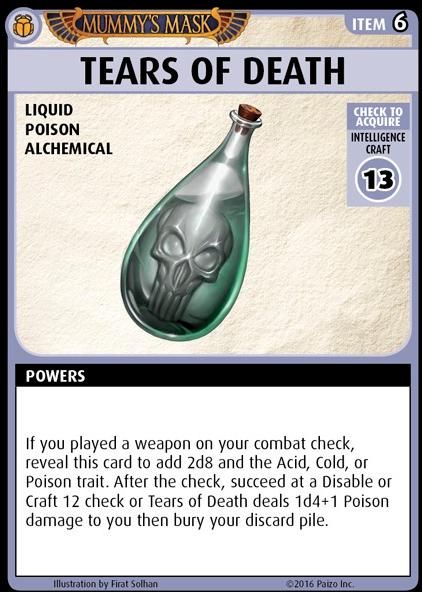 MUMMY'S MASK
ITEM 6
TEARS OF DEATH
LIQUID
POISON
ALCHEMICAL
CHECK TO
ACQUIRE
INTELLIGENCE
CRAFT
13
POWERS
If you played a weapon on your combat check,
reveal this card to add 2d8 and the Acid, Cold, or
Poison trait. After the check, succeed at a Disable or
Craft 12 check or Tears of Death deals 1d4+1 Poison
damage to you then bury your discard pile.
Illustration by Firat Solhan
©2016 Paizo Inc.